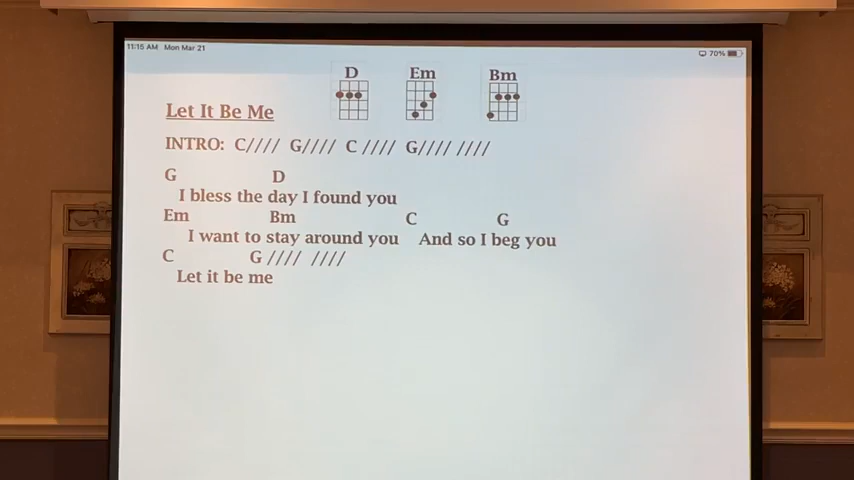 11:15 AM Mon Mar 21 70%
D Em Bm
Let It Be Me
INTRO: C//// G//// C //// G//// ////
G D
I bless the day I found you
Em Bm C G
I want to stay around you And so I beg you
C G //// ////
Let it be me